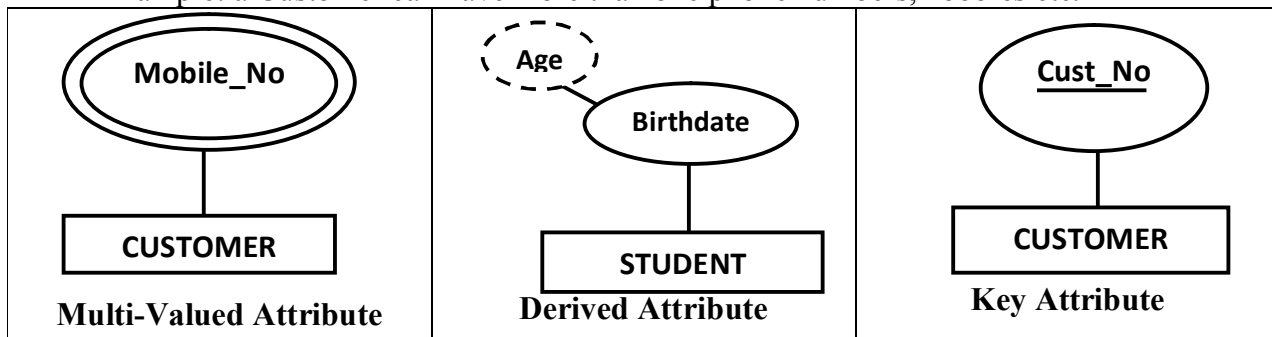 Mobile_No
CUSTOMER
Multi-Valued Attribute
Age
Birthdate
STUDENT
Derived Attribute
Cust_No
CUSTOMER
Key Attribute